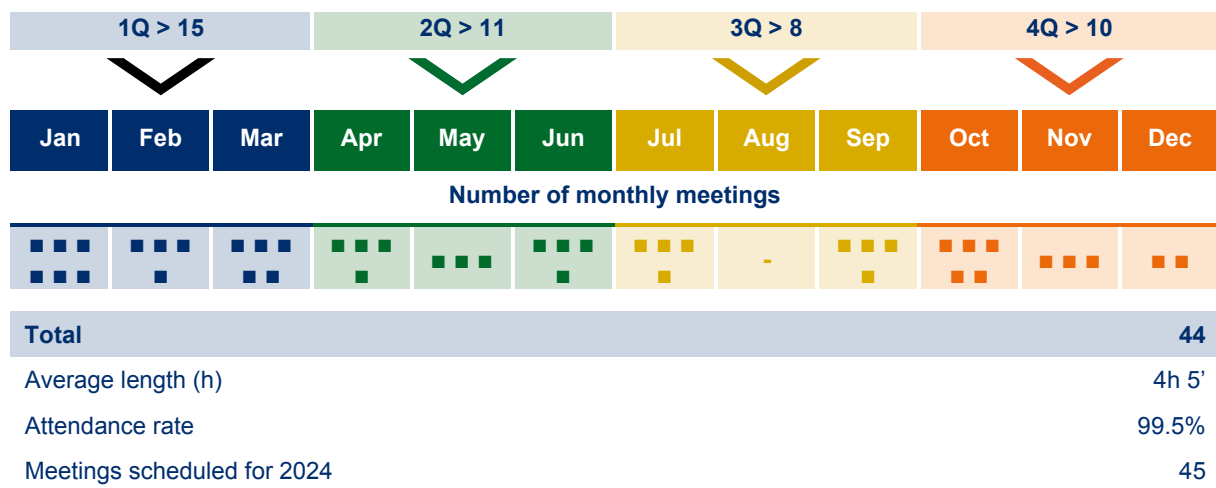 1Q > 15 2Q > 11 3Q > 8 4Q > 10
Jan Feb Mar Apr May Jun Jul Aug Sep Oct Nov Dec
Number of monthly meetings
-
Total 44
Average length (h) 4h 5’
Attendance rate 99.5%
Meetings scheduled for 2024 45